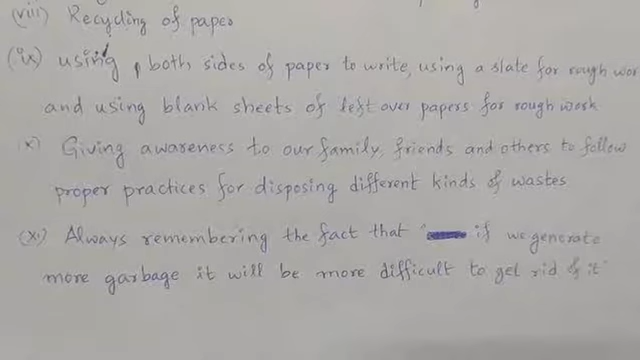 (viii) Recycling of paper
(ix) using, both sides of paper to write, using a slate for rough wor
and using blank sheets of left over papers for rough work
(x) Giving awareness to our family, friends and others to follow
proper practices for disposing different kinds of wastes
(xi) Always remembering the fact that if we generate
more garbage it will be more difficult to get rid of it